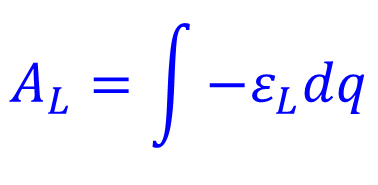 A_L = ∫ −ε_L dq